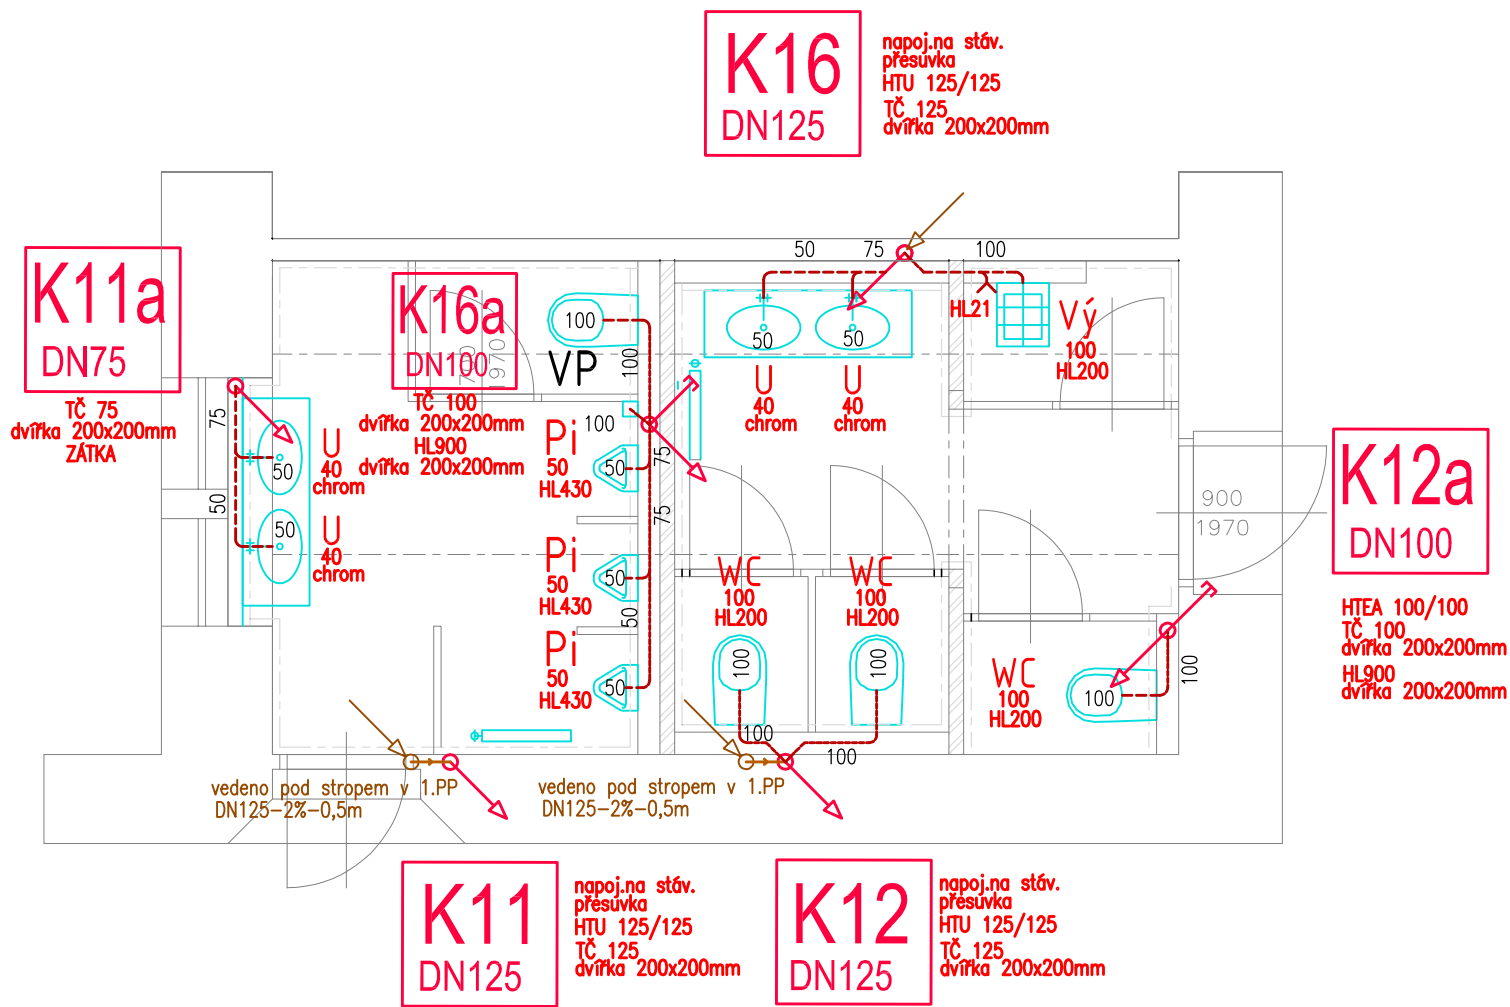 K16
DN125
napoj.na stáv.
přesuvka
HTU 125/125
TČ 125
dvířka 200x200mm
K11a
DN75
TČ 75
dvířka 200x200mm
ZÁTKA
K16a
DN100
TČ 100
dvířka 200x200mm
HL900
dvířka 200x200mm
1970
100
VP
100
100
50
75
100
HL21
Vý
100
HL200
50
50
U
40
chrom
U
40
chrom
75
50
50
U
40
chrom
50
U
40
chrom
Pi
50
HL430
50
Pi
50
HL430
50
Pi
50
HL430
50
75
75
50
WC
100
HL200
WC
100
HL200
100
100
100
100
WC
100
HL200
100
100
900
1970
K12a
DN100
HTEA 100/100
TČ 100
dvířka 200x200mm
HL900
dvířka 200x200mm
vedeno pod stropem v 1.PP
DN125-2%-0,5m
vedeno pod stropem v 1.PP
DN125-2%-0,5m
K11
DN125
napoj.na stáv.
přesuvka
HTU 125/125
TČ 125
dvířka 200x200mm
K12
DN125
napoj.na stáv.
přesuvka
HTU 125/125
TČ 125
dvířka 200x200mm